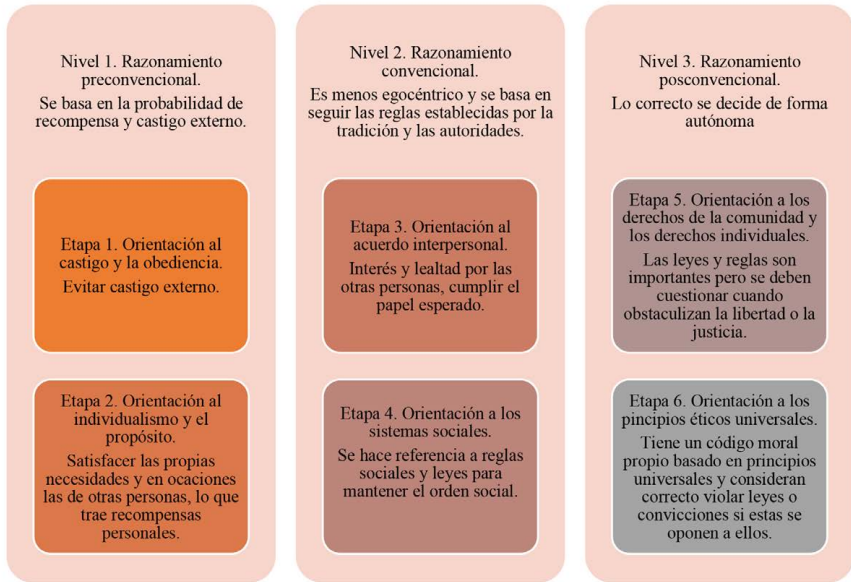 Nivel 1. Razonamiento
preconvencional.
Se basa en la probabilidad de
recompensa y castigo externo.
Etapa 1. Orientación al
castigo y la obediencia.
Evitar castigo externo.
Etapa 2. Orientación al
individualismo y el
propósito.
Satisfacer las propias
necesidades y en ocaciones
las de otras personas, lo que
trae recompensas
personales.
Nivel 2. Razonamiento
convencional.
Es menos egocéntrico y se basa en
seguir las reglas establecidas por la
tradición y las autoridades.
Etapa 3. Orientación al
acuerdo interpersonal.
Interés y lealtad por las
otras personas, cumplir el
papel esperado.
Etapa 4. Orientación a los
sistemas sociales.
Se hace referencia a reglas
sociales y leyes para
mantener el orden social.
Nivel 3. Razonamiento
posconvencional.
Lo correcto se decide de forma
autónoma
Etapa 5. Orientación a los
derechos de la comunidad y
los derechos individuales.
Las leyes y reglas son
importantes pero se deben
cuestionar cuando
obstaculizan la libertad o la
justicia.
Etapa 6. Orientación a los
pincipios éticos universales.
Tiene un código moral
propio basado en principios
universales y consideran
correcto violar leyes o
convicciones si estas se
oponen a ellos.